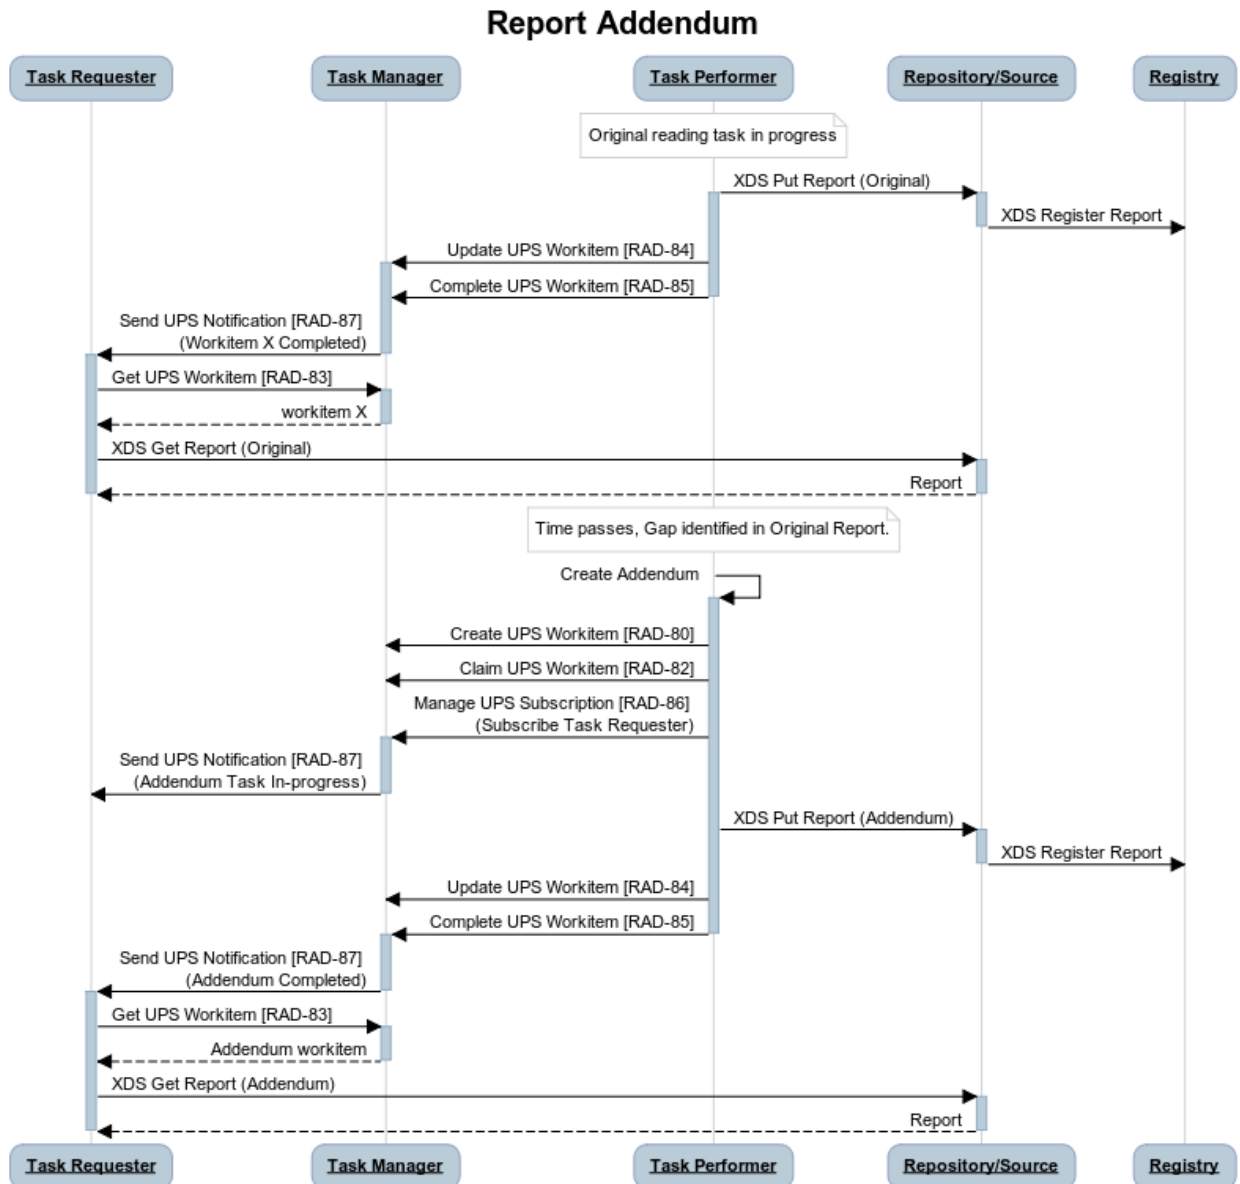 Report Addendum
Task Requester
Task Manager
Task Performer
Repository/Source
Registry
Original reading task in progress
XDS Put Report (Original)
XDS Register Report
Update UPS Workitem [RAD-84]
Complete UPS Workitem [RAD-85]
Send UPS Notification [RAD-87]
(Workitem X Completed)
Get UPS Workitem [RAD-83]
workitem X
XDS Get Report (Original)
Report
Time passes, Gap identified in Original Report.
Create Addendum
Create UPS Workitem [RAD-80]
Claim UPS Workitem [RAD-82]
Manage UPS Subscription [RAD-86]
(Subscribe Task Requester)
Send UPS Notification [RAD-87]
(Addendum Task In-progress)
XDS Put Report (Addendum)
XDS Register Report
Update UPS Workitem [RAD-84]
Complete UPS Workitem [RAD-85]
Send UPS Notification [RAD-87]
(Addendum Completed)
Get UPS Workitem [RAD-83]
Addendum workitem
XDS Get Report (Addendum)
Report
Task Requester
Task Manager
Task Performer
Repository/Source
Registry